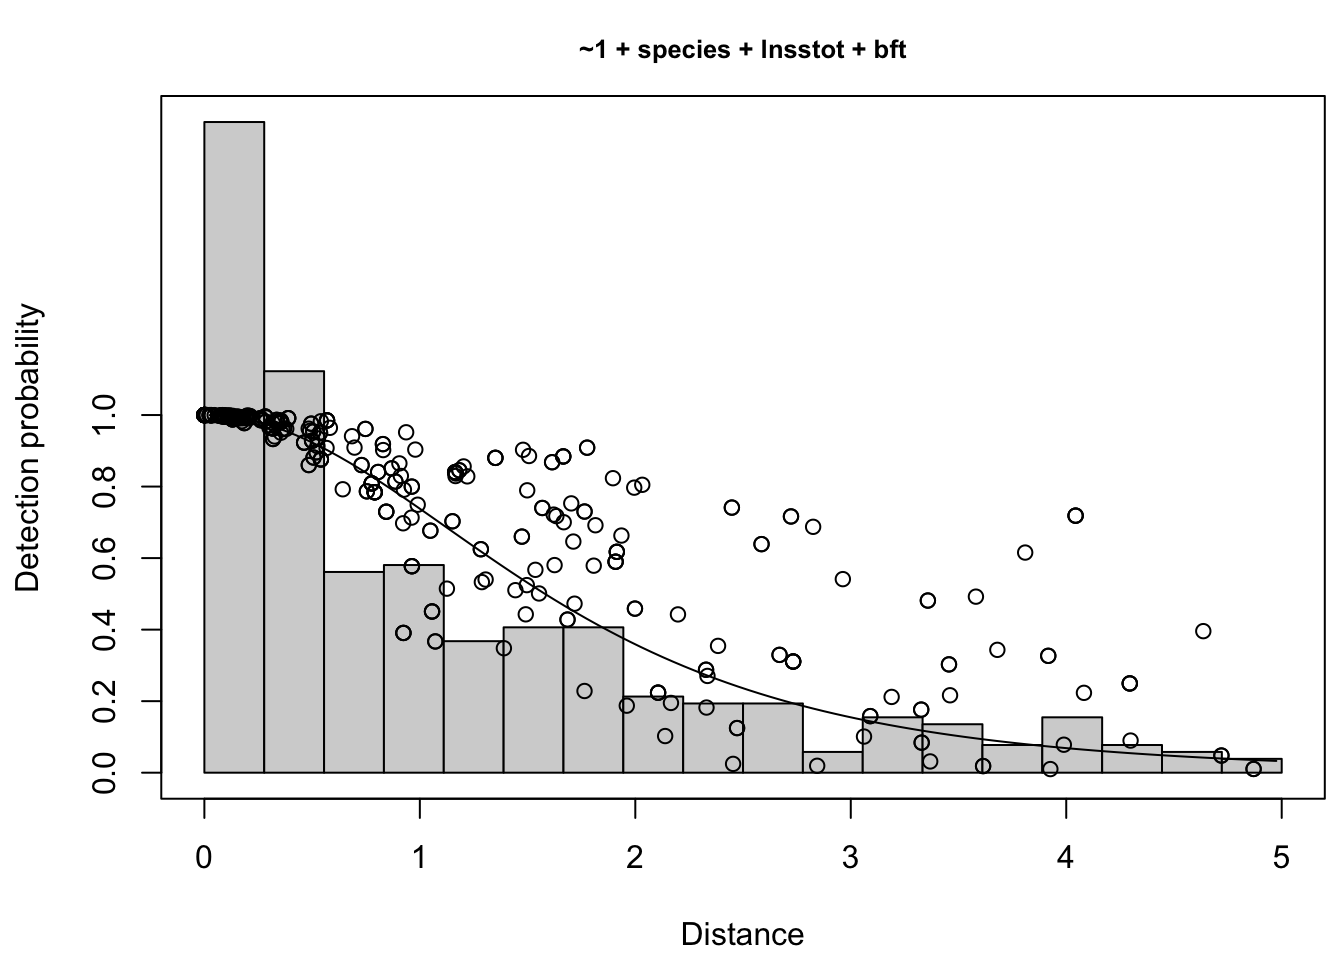 ~1 + species + lnsstot + bft
Detection probability
1.0
0.8
0.6
0.4
0.2
0.0
0 1 2 3 4 5
Distance